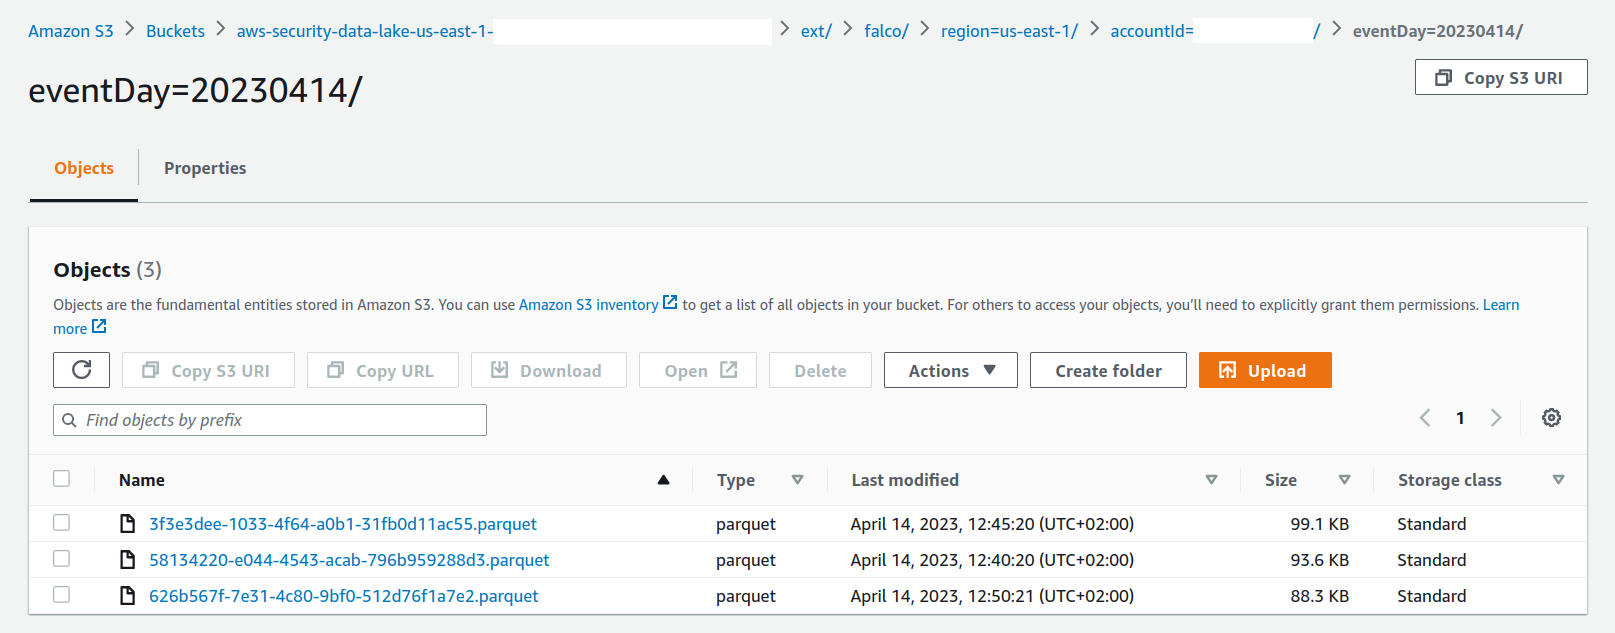 Amazon S3 > Buckets > aws-security-data-lake-us-east-1- > ext/ > falco/ > region=us-east-1/ > accountId= / > eventDay=20230414/
eventDay=20230414/
Copy S3 URI
Objects Properties
Objects (3)
Objects are the fundamental entities stored in Amazon S3. You can use Amazon S3 inventory to get a list of all objects in your bucket. For others to access your objects, you'll need to explicitly grant them permissions. Learn
more
Copy S3 URI Copy URL Download Open Delete Actions Create folder Upload
Find objects by prefix
1
Name Type Last modified Size Storage class
3f3e3dee-1033-4f64-a0b1-31fb0d11ac55.parquet parquet April 14, 2023, 12:45:20 (UTC+02:00) 99.1 KB Standard
58134220-e044-4543-acab-796b959288d3.parquet parquet April 14, 2023, 12:40:20 (UTC+02:00) 93.6 KB Standard
626b567f-7e31-4c80-9bf0-512d76f1a7e2.parquet parquet April 14, 2023, 12:50:21 (UTC+02:00) 88.3 KB Standard